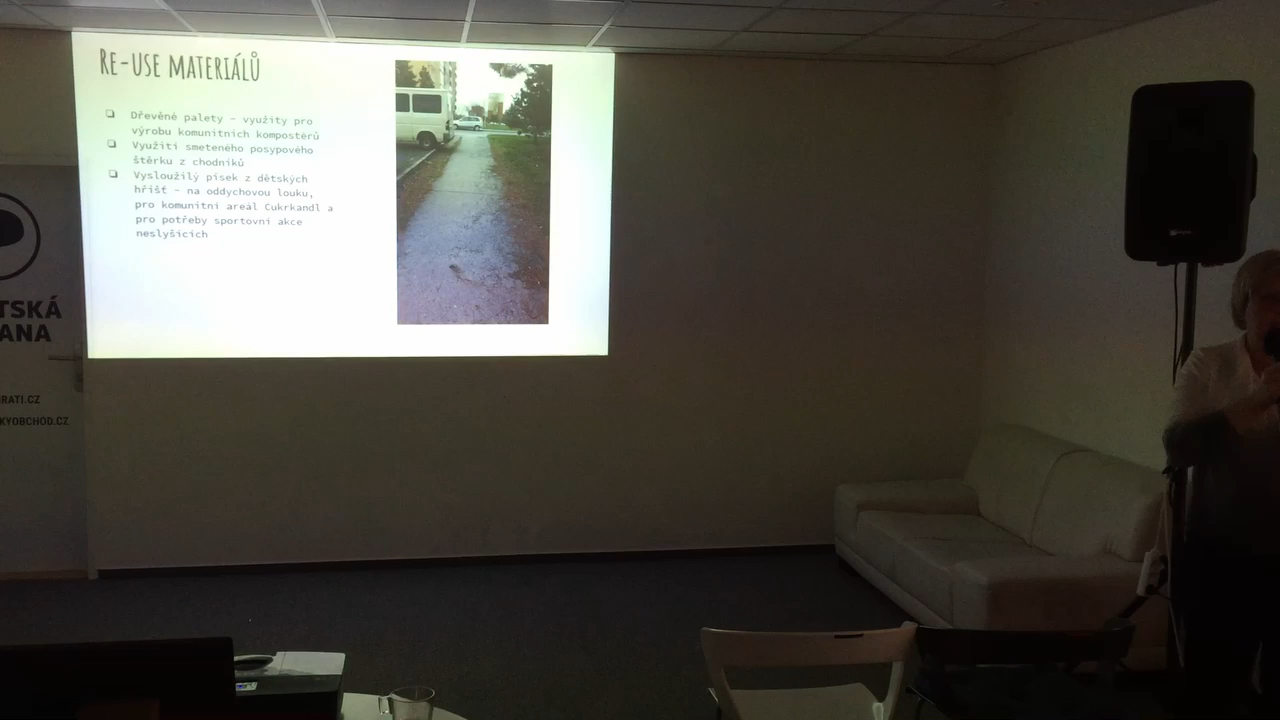 Re-use materiálů
Dřevěné palety - využity pro
výrobu komunitních kompostérů
Využití smeteného posypového
štěrku z chodníků
Vysloužilý písek z dětských
hřišť - na oddychovou louku,
pro komunitní areál Cukrkandl a
pro potřeby sportovní akce
neslyšících
TSKÁ
ANA
IRATI.CZ
KYOBCHOD.CZ